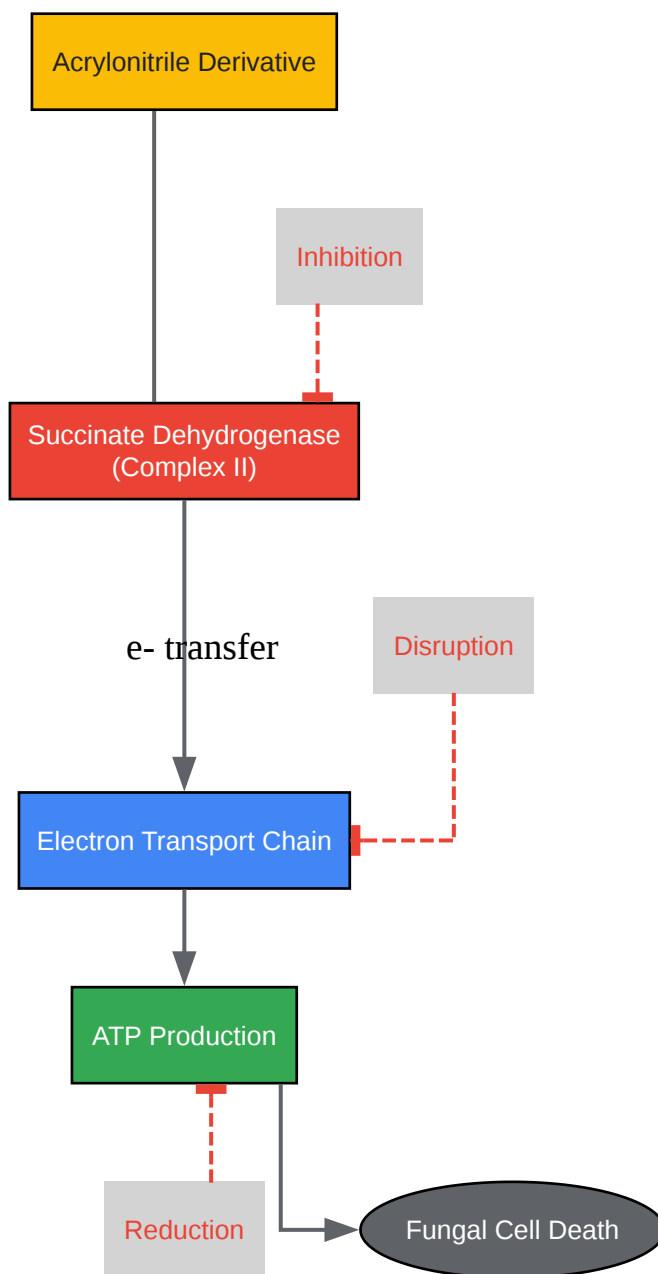 Acrylonitrile Derivative
Inhibition
Succinate Dehydrogenase
(Complex II)
e- transfer
Disruption
Electron Transport Chain
ATP Production
Reduction
Fungal Cell Death